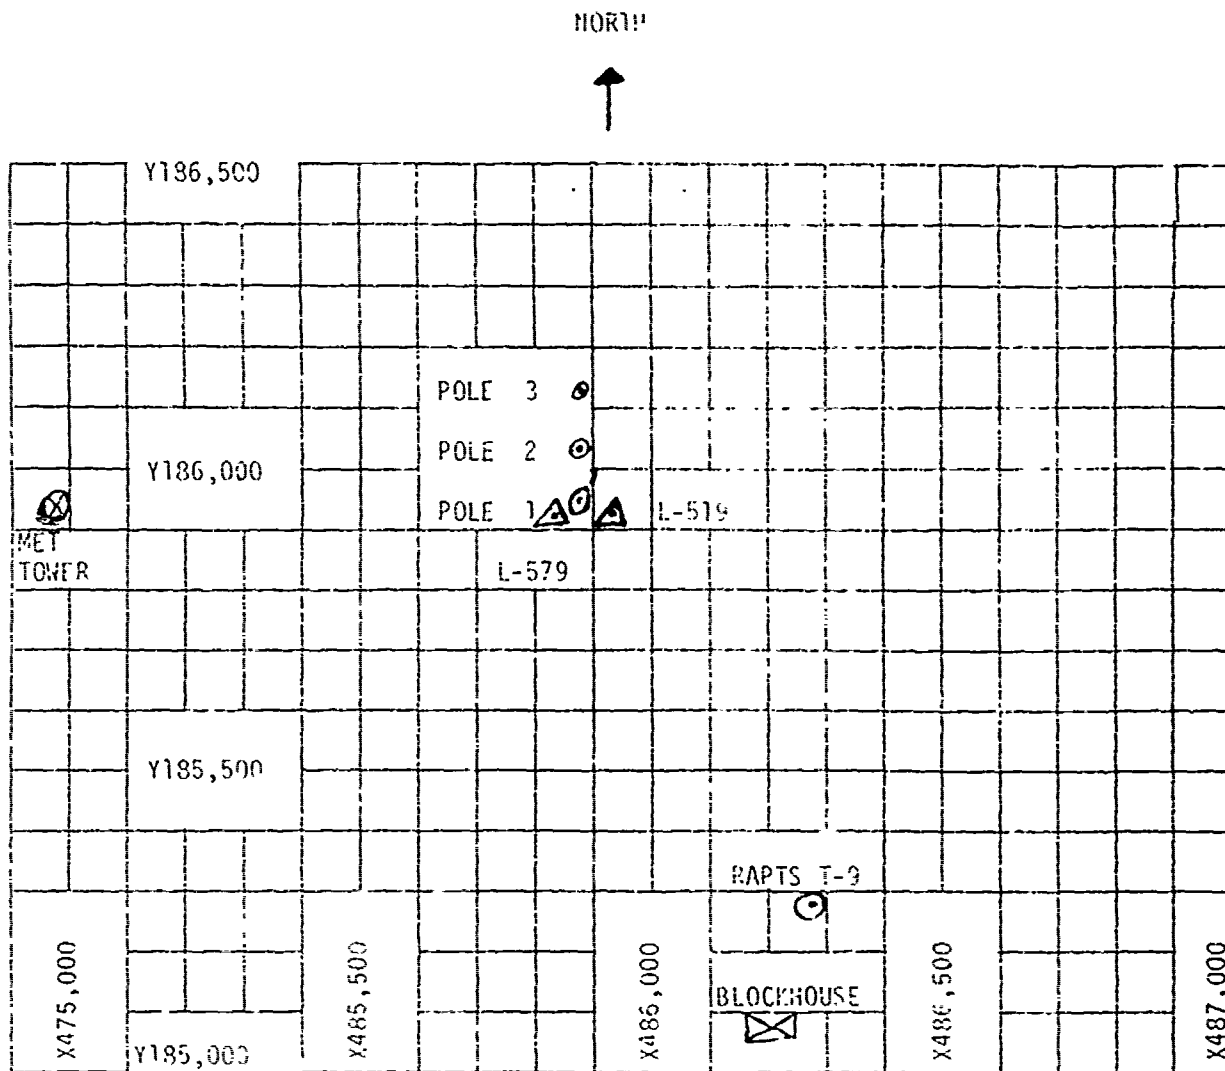 NORTH
Y186,500
POLE 3
POLE 2
Y186,000
POLE 1
L-519
MET
TOWER
L-579
Y185,500
RAPTS T-9
X475,000
X485,500
X486,000
X486,500
X487,000
BLOCKHOUSE
Y185,000